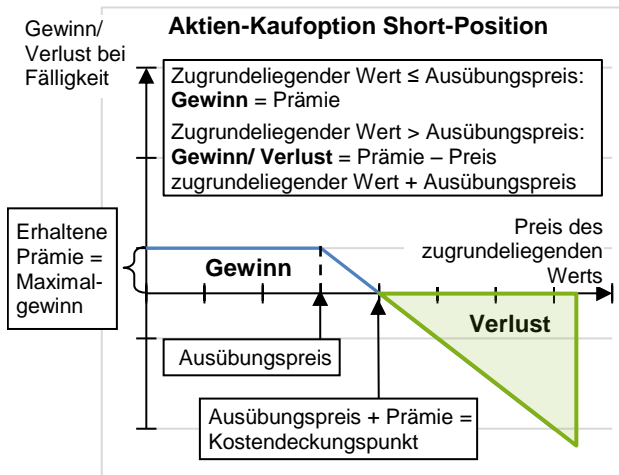 Aktien-Kaufoption Short-Position
Gewinn/
Verlust bei
Fälligkeit
Zugrundeliegender Wert ≤ Ausübungspreis:
Gewinn = Prämie
Zugrundeliegender Wert > Ausübungspreis:
Gewinn/ Verlust = Prämie – Preis
zugrundeliegender Wert + Ausübungspreis
Erhaltene
Prämie =
Maximal-
gewinn
Gewinn
Preis des
zugrundeliegenden
Werts
Verlust
Ausübungspreis
Ausübungspreis + Prämie =
Kostendeckungspunkt